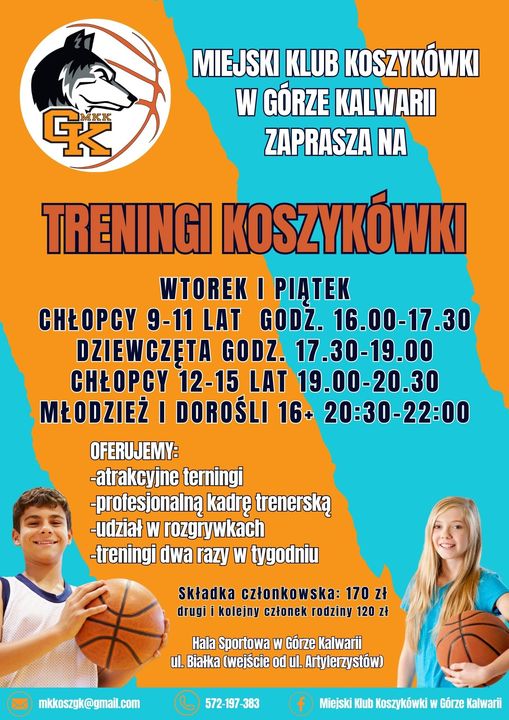 MKK
GK
MIEJSKI KLUB KOSZYKÓWKI
W GÓRZE KALWARII
ZAPRASZA NA
TRENINGI KOSZYKÓWKI
WTOREK I PIĄTEK
CHŁOPCY 9-11 LAT GODZ. 16.00-17.30
DZIEWCZĘTA GODZ. 17.30-19.00
CHŁOPCY 12-15 LAT 19.00-20.30
MŁODZIEŻ I DOROŚLI 16+ 20:30-22:00
OFERUJEMY:
-atrakcyjne terningi
-profesjonalną kadrę trenerską
-udział w rozgrywkach
-treningi dwa razy w tygodniu
Składka członkowska: 170 zł
drugi i kolejny członek rodziny 120 zł
Hala Sportowa w Górze Kalwarii
ul. Białka (wejście od ul. Artylerzystów)
mkkoszgk@gmail.com 572-197-383 Miejski Klub Koszykówki w Górze Kalwarii